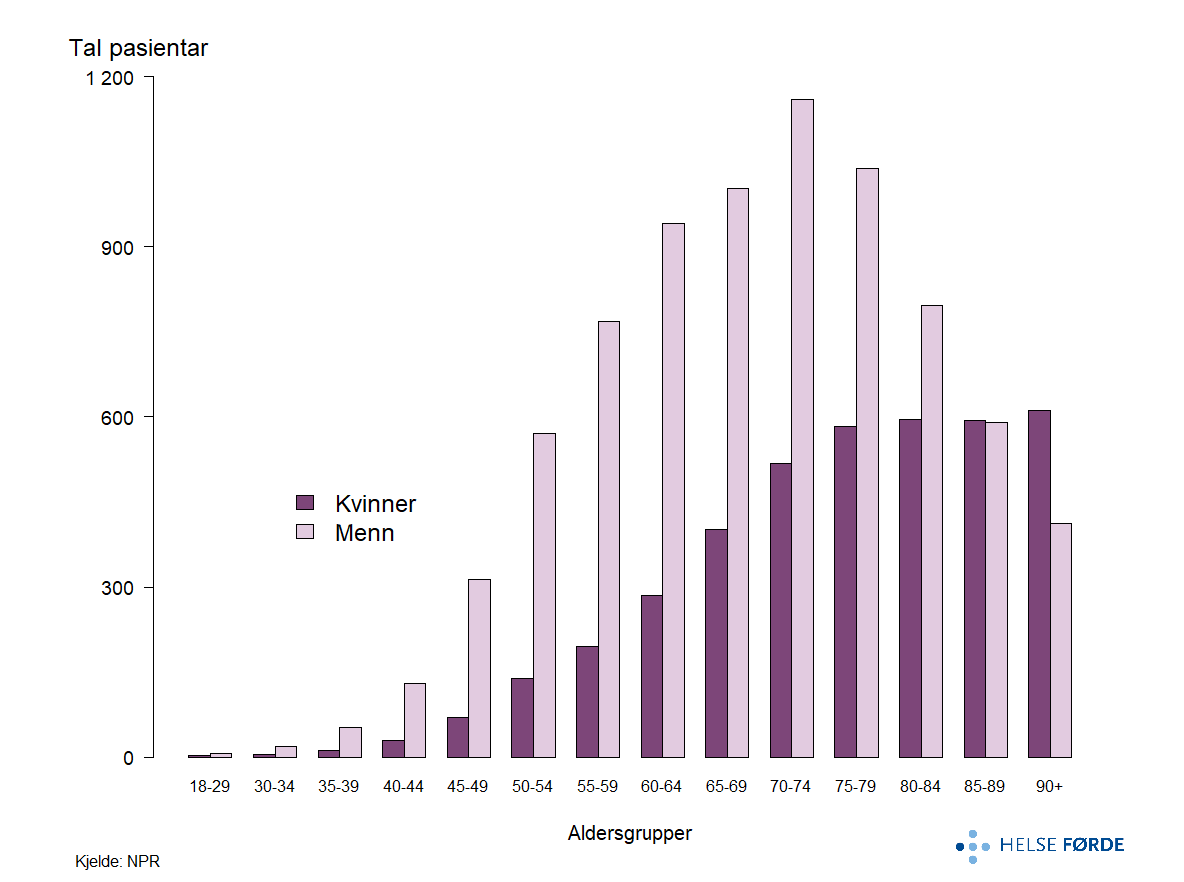 Tal pasientar
1 200
900
600
300
0
Kvinner
Menn
18-29 30-34 35-39 40-44 45-49 50-54 55-59 60-64 65-69 70-74 75-79 80-84 85-89 90+
Aldersgrupper
Kjelde: NPR
HELSE FØRDE